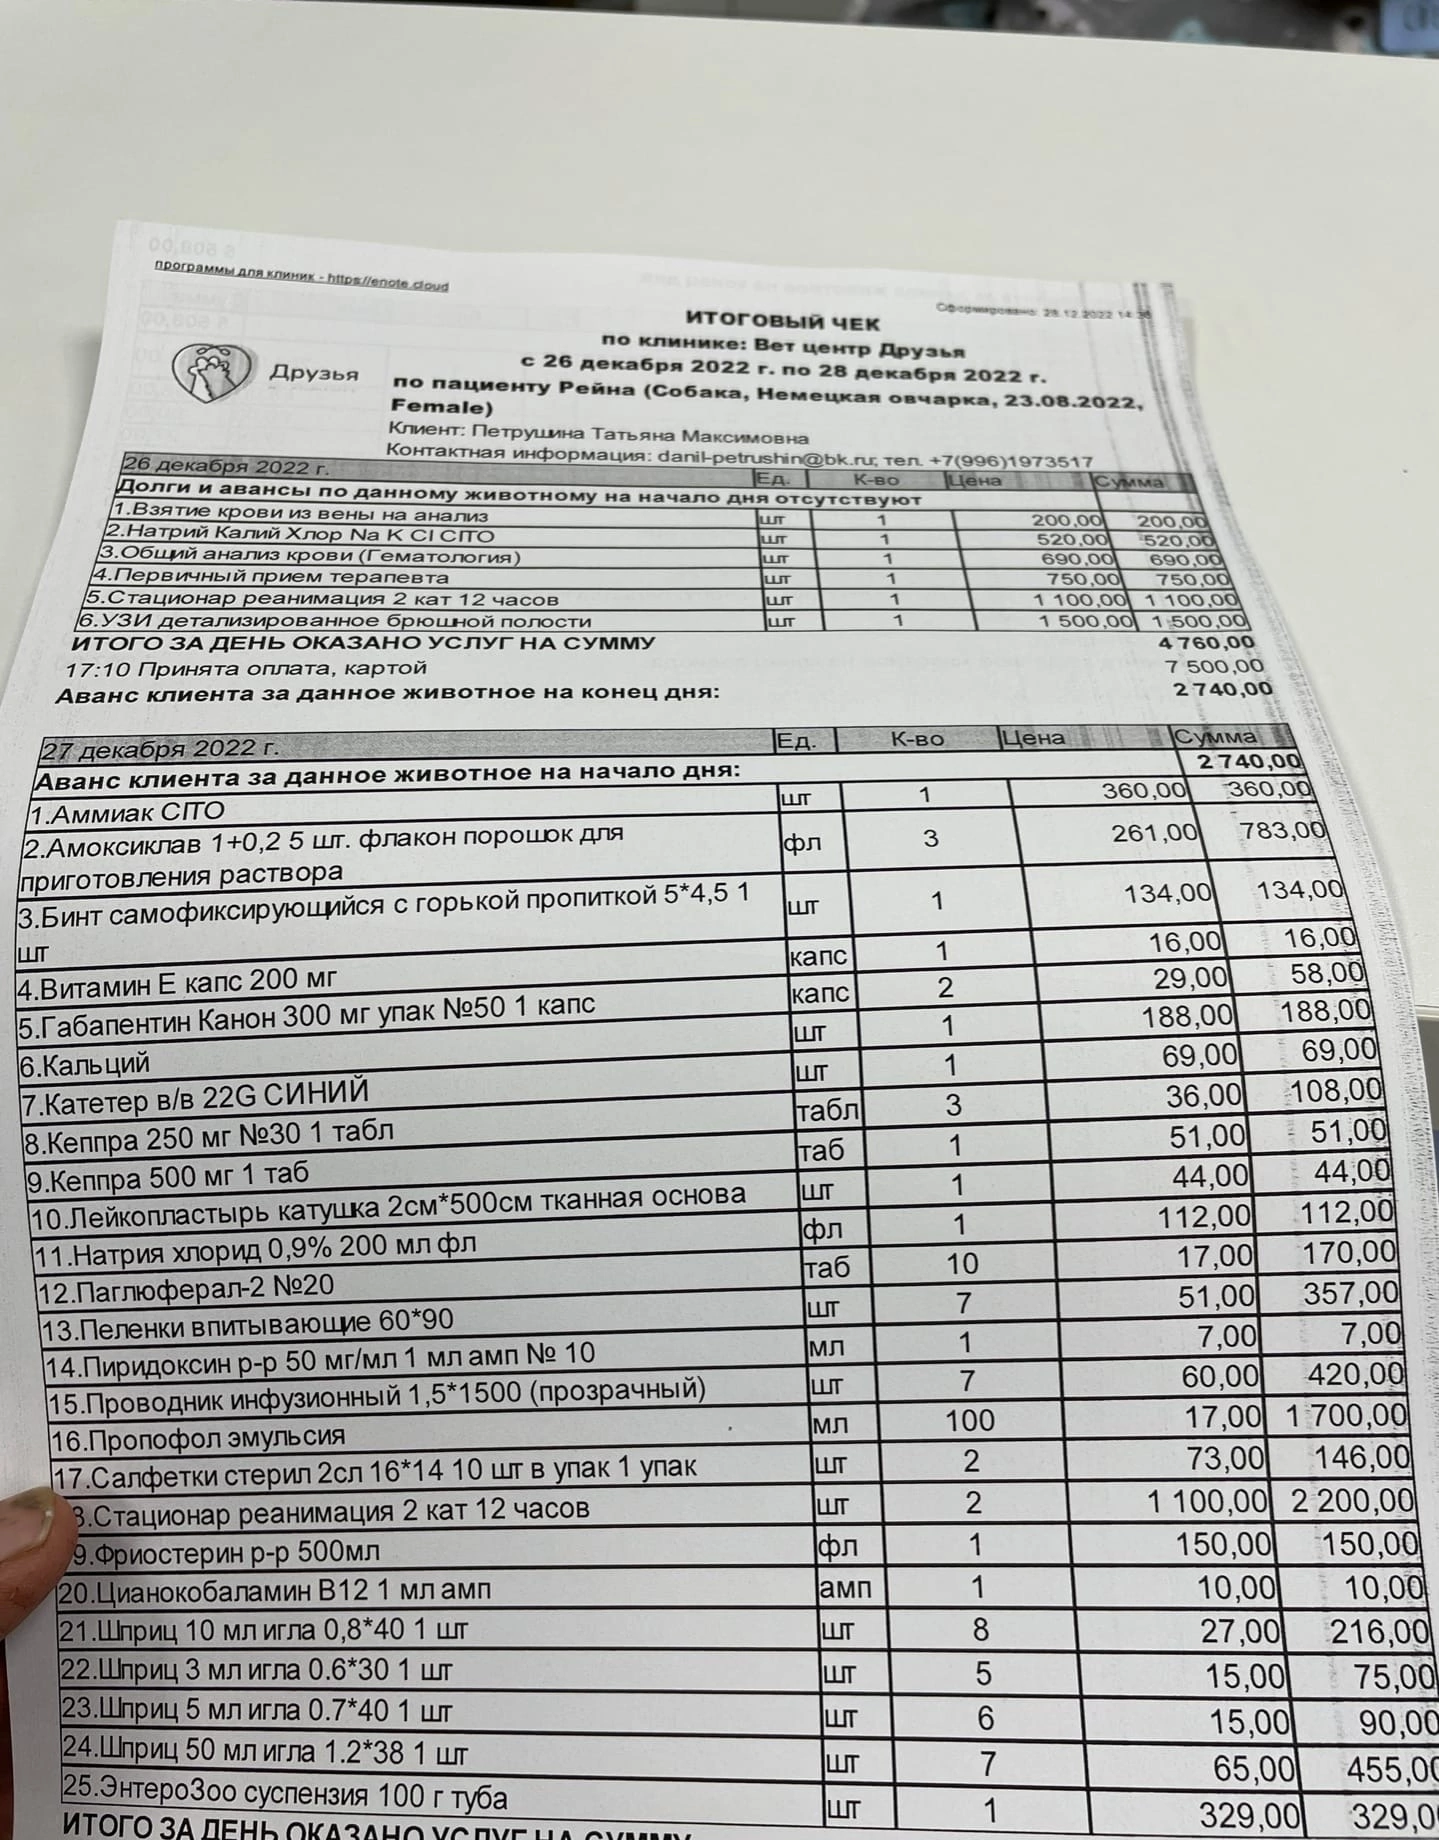 программы для клиник - https://enote.cloud
Сформировано: 28.12.2022 14:36
ИТОГОВЫЙ ЧЕК
по клинике: Вет центр Друзья
с 26 декабря 2022 г. по 28 декабря 2022 г.
Друзья
по пациенту Рейна (Собака, Немецкая овчарка, 23.08.2022,
Female)
Клиент: Петрушина Татьяна Максимовна
Контактная информация: danil-petrushin@bk.ru; тел. +7(996)1973517
26 декабря 2022 г. Ед. К-во Цена Сумма
Долги и авансы по данному животному на начало дня отсутствуют
1.Взятие крови из вены на анализ шт 1 200,00 200,00
2.Натрий Калий Хлор Na K Cl CITO шт 1 520,00 520,00
3.Общий анализ крови (Гематология) шт 1 690,00 690,00
4.Первичный прием терапевта шт 1 750,00 750,00
5.Стационар реанимация 2 кат 12 часов шт 1 1 100,00 1 100,00
6.УЗИ детализированное брюшной полости шт 1 1 500,00 1 500,00
ИТОГО ЗА ДЕНЬ ОКАЗАНО УСЛУГ НА СУММУ 4 760,00
17:10 Принята оплата, картой 7 500,00
Аванс клиента за данное животное на конец дня: 2 740,00
27 декабря 2022 г. Ед. К-во Цена Сумма
Аванс клиента за данное животное на начало дня: 2 740,00
1.Аммиак CITO шт 1 360,00 360,00
2.Амоксиклав 1+0,2 5 шт. флакон порошок для фл 3 261,00 783,00
приготовления раствора
3.Бинт самофиксирующийся с горькой пропиткой 5*4,5 1 шт 1 134,00 134,00
шт
4.Витамин Е капс 200 мг капс 1 16,00 16,00
5.Габапентин Канон 300 мг упак №50 1 капс капс 2 29,00 58,00
6.Кальций шт 1 188,00 188,00
7.Катетер в/в 22G СИНИЙ шт 1 69,00 69,00
8.Кеппра 250 мг №30 1 табл табл 3 36,00 108,00
9.Кеппра 500 мг 1 таб таб 1 51,00 51,00
10.Лейкопластырь катушка 2см*500см тканная основа шт 1 44,00 44,00
11.Натрия хлорид 0,9% 200 мл фл фл 1 112,00 112,00
12.Паглюферал-2 №20 таб 10 17,00 170,00
13.Пеленки впитывающие 60*90 шт 7 51,00 357,00
14.Пиридоксин р-р 50 мг/мл 1 мл амп № 10 мл 1 7,00 7,00
15.Проводник инфузионный 1,5*1500 (прозрачный) шт 7 60,00 420,00
16.Пропофол эмульсия мл 100 17,00 1 700,00
17.Салфетки стерил 2сл 16*14 10 шт в упак 1 упак шт 2 73,00 146,00
8.Стационар реанимация 2 кат 12 часов шт 2 1 100,00 2 200,00
9.Фриостерин р-р 500мл фл 1 150,00 150,00
20.Цианокобаламин В12 1 мл амп амп 1 10,00 10,00
21.Шприц 10 мл игла 0,8*40 1 шт шт 8 27,00 216,00
22.Шприц 3 мл игла 0.6*30 1 шт шт 5 15,00 75,00
23.Шприц 5 мл игла 0.7*40 1 шт шт 6 15,00 90,00
24.Шприц 50 мл игла 1.2*38 1 шт шт 7 65,00 455,00
25.ЭнтероЗоо суспензия 100 г туба шт 1 329,00 329,0
ИТОГО ЗА ДЕНЬ ОКАЗАНО УСЛУГ НА СУММУ